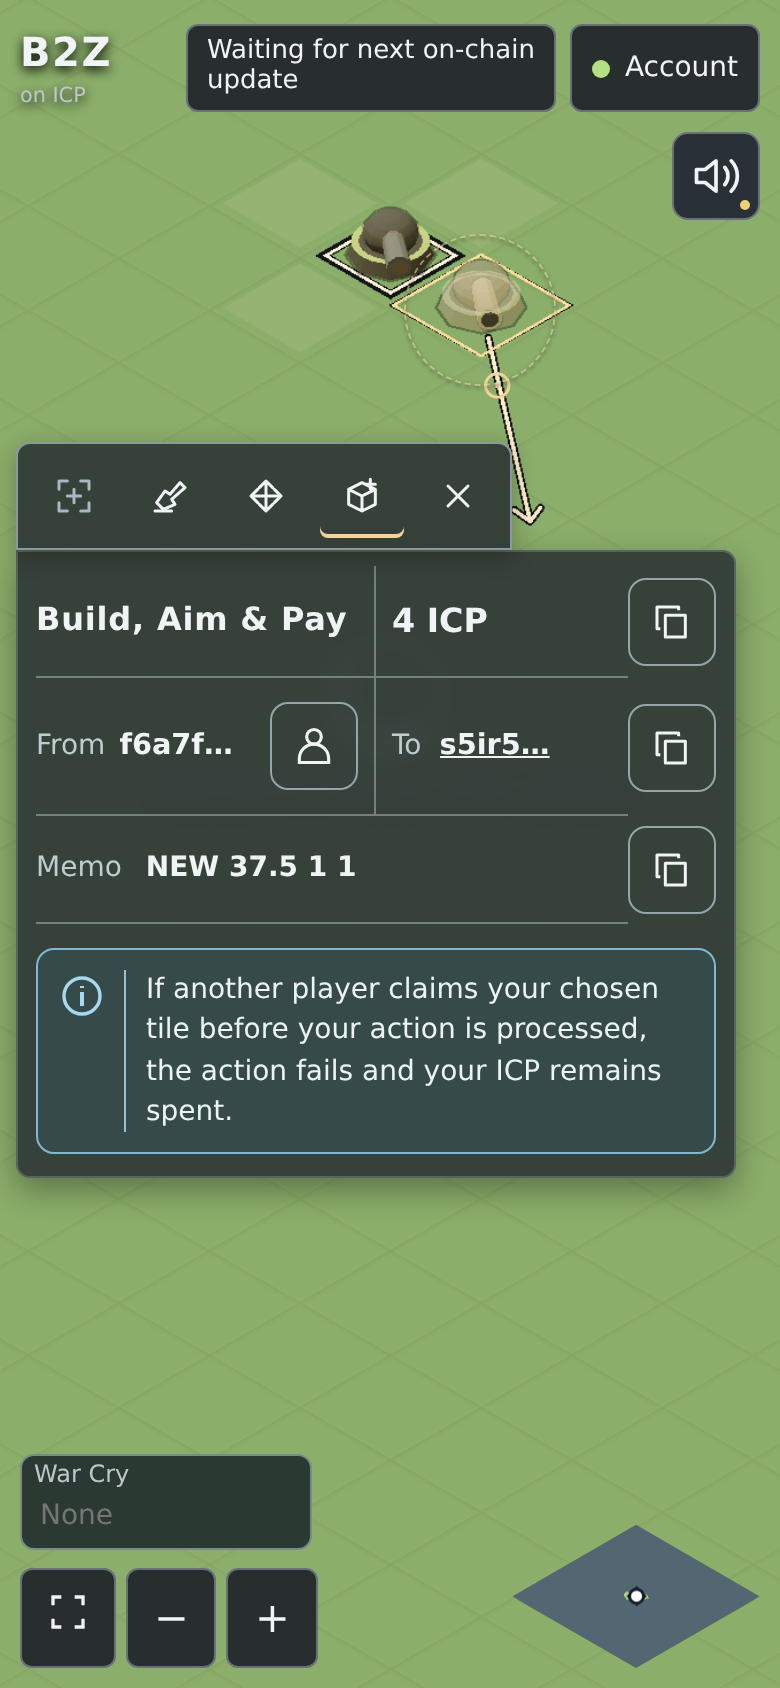 B2Z
on ICP
Waiting for next on-chain
update
Account
Build, Aim & Pay
4 ICP
From f6a7f...
To s5ir5...
Memo NEW 37.5 1 1
If another player claims your chosen
tile before your action is processed,
the action fails and your ICP remains
spent.
War Cry
None